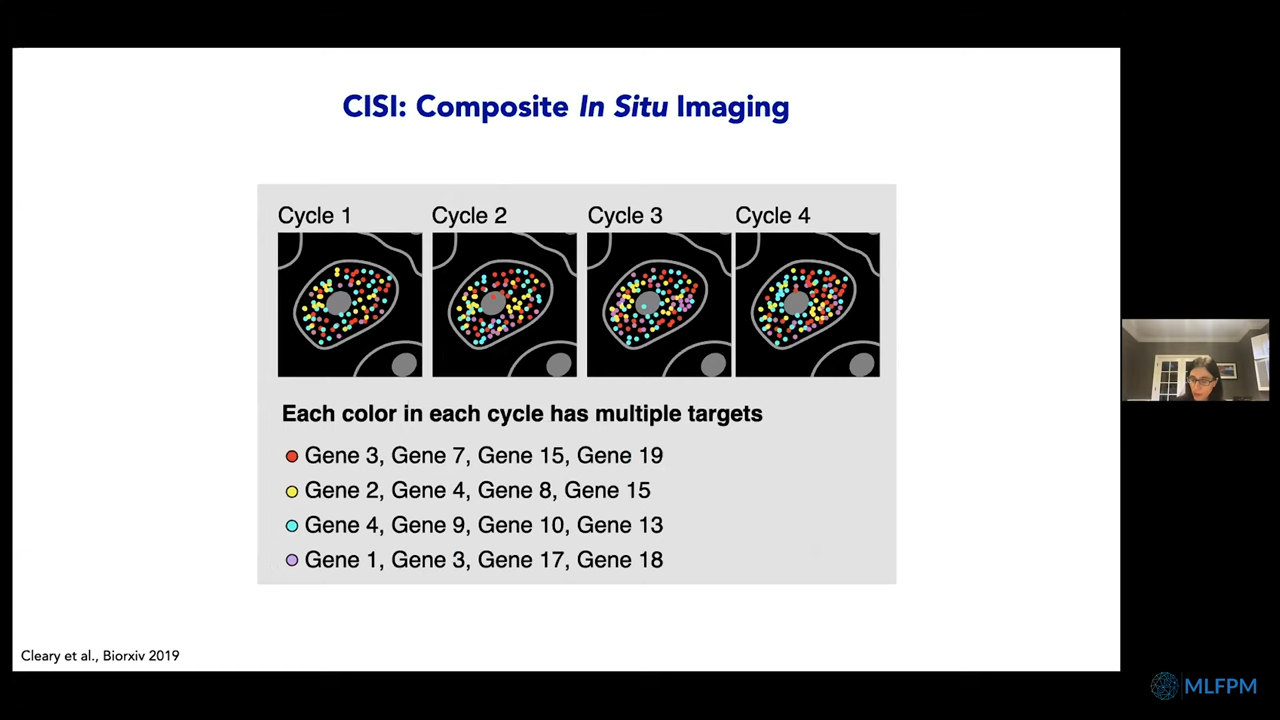 CISI: Composite In Situ Imaging
Cycle 1 Cycle 2 Cycle 3 Cycle 4
Each color in each cycle has multiple targets
Gene 3, Gene 7, Gene 15, Gene 19
Gene 2, Gene 4, Gene 8, Gene 15
Gene 4, Gene 9, Gene 10, Gene 13
Gene 1, Gene 3, Gene 17, Gene 18
Cleary et al., Biorxiv 2019
MLFPM